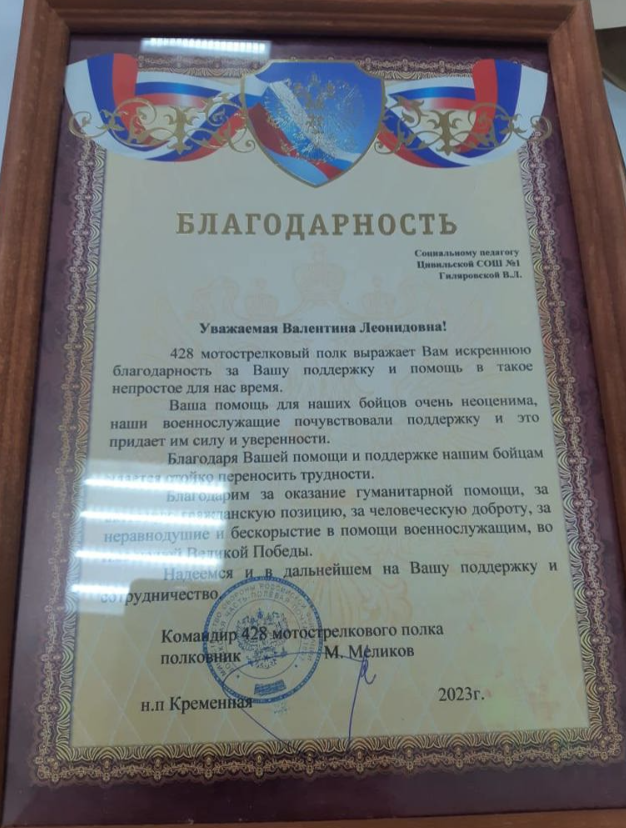 БЛАГОДАРНОСТЬ
Социальному педагогу
Цивильской СОШ №1
Гиляровской В.Л.
Уважаемая Валентина Леонидовна!
428 мотострелковый полк выражает Вам искреннюю
благодарность за Вашу поддержку и помощь в такое
непростое для нас время.
Ваша помощь для наших бойцов очень неоценима,
наши военнослужащие почувствовали поддержку и это
придает им силу и уверенности.
Благодаря Вашей помощи и поддержке нашим бойцам
стойко переносить трудности.
Благодарим за оказание гуманитарной помощи, за
гражданскую позицию, за человеческую доброту, за
неравнодушие и бескорыстие в помощи военнослужащим, во
Великой Победы.
Надеемся и в дальнейшем на Вашу поддержку и
сотрудничество.
Командир 428 мотострелкового полка
полковник М. Меликов
н.п Кременная 2023г.